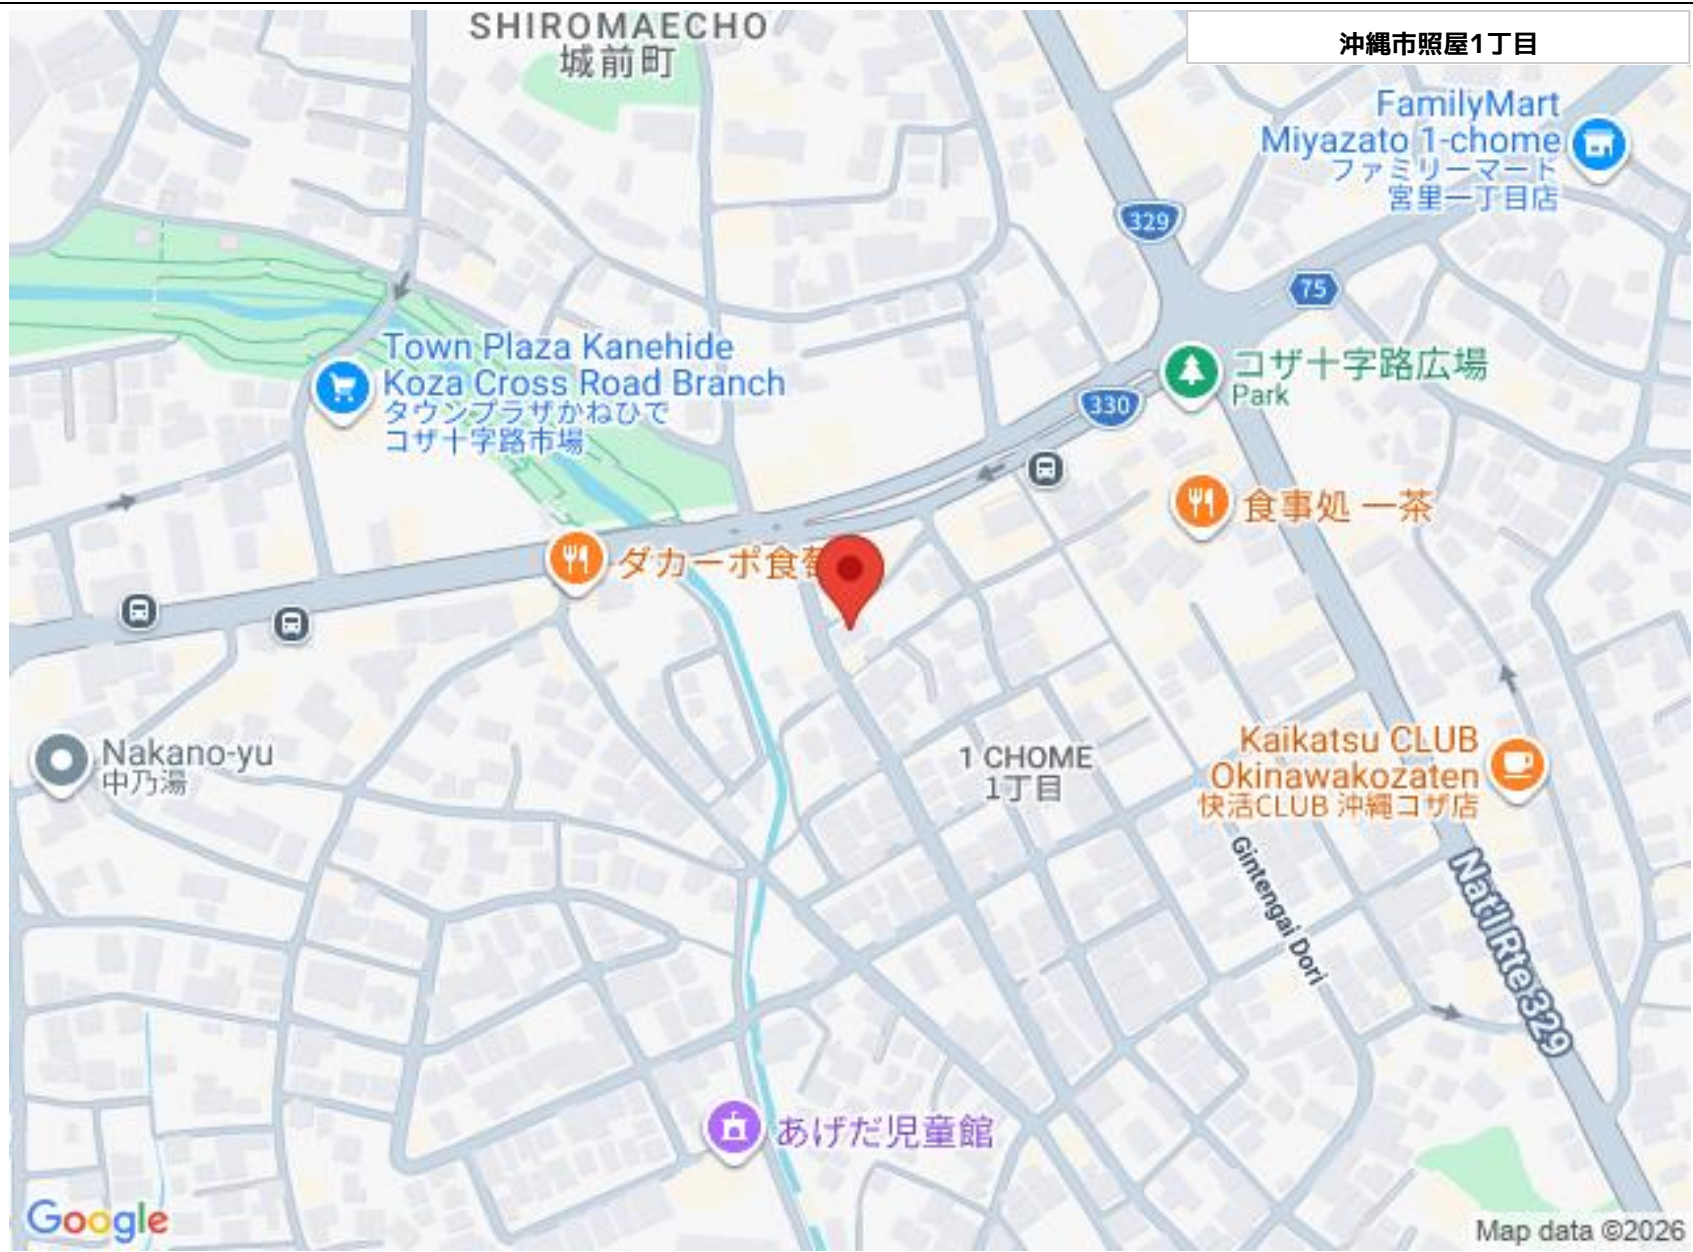 SHIROMAECHO
城前町
沖縄市照屋1丁目
FamilyMart
Miyazato 1-chome
ファミリーマート
宮里一丁目店
329
75
Town Plaza Kanehide
Koza Cross Road Branch
タウンプラザかねひで
コザ十字路市場
コザ十字路広場
Park
330
食事処 一茶
ダカーポ食
Nakano-yu
中乃湯
1 CHOME
1丁目
Kaikatsu CLUB
Okinawakozaten
快活CLUB 沖縄コザ店
Gintengai Dori
Nat'l Rte 329
あげだ児童館
Google
Map data ©2026